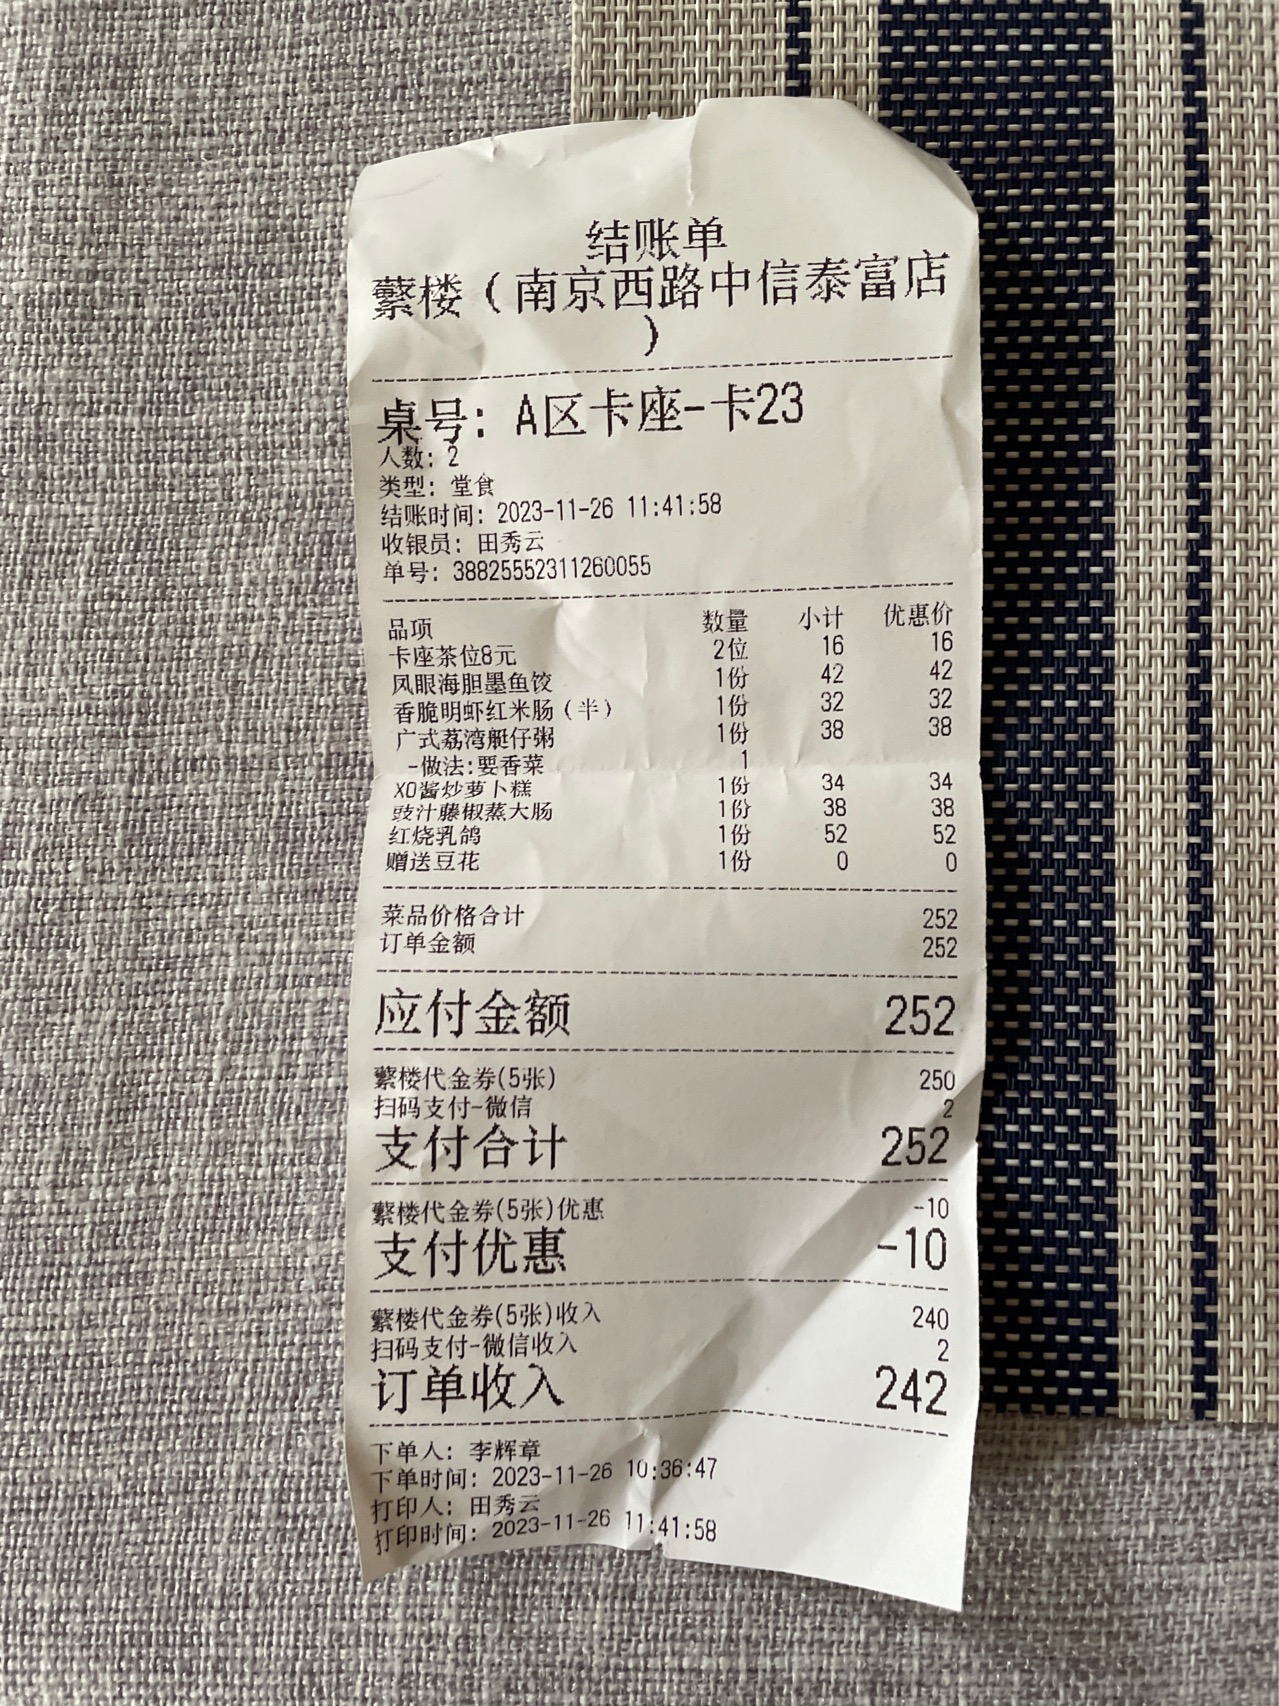 结账单
蘩楼（南京西路中信泰富店
）
桌号: A区卡座-卡23
人数: 2
类型: 堂食
结账时间: 2023-11-26 11:41:58
收银员: 田秀云
单号: 38825552311260055
品项 数量 小计 优惠价
卡座茶位8元 2位 16 16
凤眼海胆墨鱼饺 1份 42 42
香脆明虾红米肠（半） 1份 32 32
广式荔湾艇仔粥 1份 38 38
-做法:要香菜 1
XO酱炒萝卜糕 1份 34 34
豉汁藤椒蒸大肠 1份 38 38
红烧乳鸽 1份 52 52
赠送豆花 1份 0 0
菜品价格合计 252
订单金额 252
应付金额 252
蘩楼代金券(5张) 250
扫码支付-微信 2
支付合计 252
蘩楼代金券(5张)优惠 -10
支付优惠 -10
蘩楼代金券(5张)收入 240
扫码支付-微信收入 2
订单收入 242
下单人: 李辉章
下单时间: 2023-11-26 10:36:47
打印人: 田秀云
打印时间: 2023-11-26 11:41:58